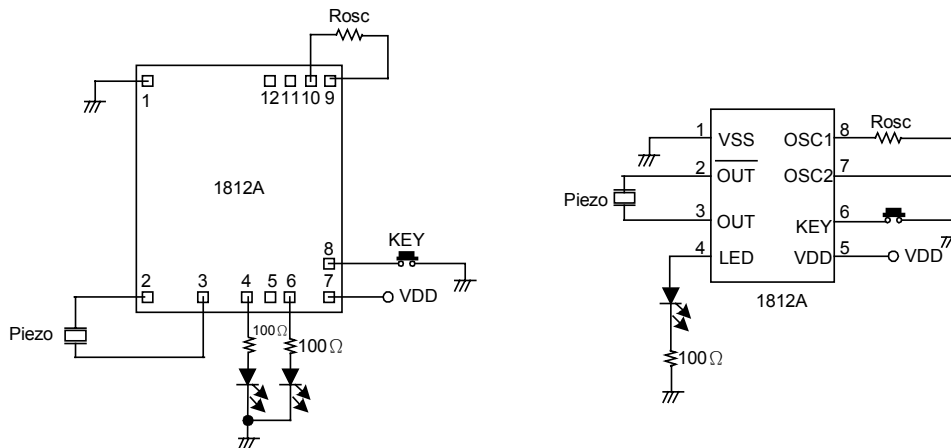 Rosc
1
12 11 10 9
1812A
8
KEY
2 3 4 5 6 7
VDD
Piezo
100Ω
100Ω
Rosc
1 VSS OSC1 8
2 OUT OSC2 7
Piezo
3 OUT KEY 6
4 LED VDD 5
VDD
1812A
100Ω